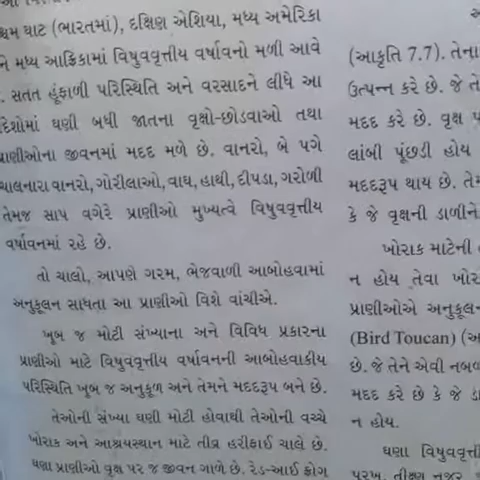 ઘાટ (ભારતમાં), દક્ષિણ એશિયા, મધ્ય અમેરિકા
મધ્ય આફ્રિકામાં વિષુવવૃત્તીય વર્ષાવનો મળી આવે
સતત હૂંફાળી પરિસ્થિતિ અને વરસાદને લીધે આ
ઘણી બધી જાતના વૃક્ષો-છોડવાઓ તથા
પ્રાણીઓના જીવનમાં મદદ મળે છે. વાનરો, બે પગે
ચાલનારા વાનરો, ગોરીલાઓ, વાઘ, હાથી, દીપડા, ગરોળી
તેમજ સાપ વગેરે પ્રાણીઓ મુખ્યત્વે વિષુવવૃત્તીય
વર્ષાવનમાં રહે છે.
તો ચાલો, આપણે ગરમ, ભેજવાળી આબોહવામાં
અનુકૂલન સાધતા આ પ્રાણીઓ વિશે વાંચીએ.
ખૂબ જ મોટી સંખ્યાના અને વિવિધ પ્રકારના
પ્રાણીઓ માટે વિષુવવૃત્તીય વર્ષાવનની આબોહવાકીય
પરિસ્થિતિ ખૂબ જ અનુકૂળ અને તેમને મદદરૂપ બને છે.
તેઓની સંખ્યા ઘણી મોટી હોવાથી તેઓની વચ્ચે
ખોરાક અને આશ્રયસ્થાન માટે તીવ્ર હરીફાઈ ચાલે છે.
ઘણા પ્રાણીઓ વૃક્ષ પર જ જીવન ગાળે છે. રેડ-આઈ ફ્રોગ
(આકૃતિ 7.7). તેના
ઉત્પન્ન કરે છે. જે
મદદ કરે છે. વૃક્ષ
લાંબી પૂંછડી હોય
મદદરૂપ થાય છે.
કે જે વૃક્ષની ડાળીને
ખોરાક માટેની
ન હોય તેવા
પ્રાણીઓએ
(Bird Toucan)
છે. જે તેને એવી
મદદ કરે છે કે જે
ન હોય.
ઘણા
તીક્ષ્ણ નજર